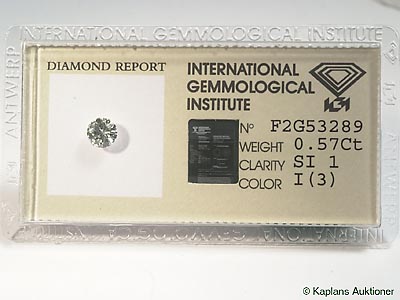 INTERNATIONAL GEMMOLOGICAL INSTITUTE
ANTWERP
DIAMOND REPORT
INTERNATIONAL
GEMMOLOGICAL
INSTITUTE
IGI
Nº F2G53289
WEIGHT 0.57Ct
CLARITY SI 1
COLOR I(3)
© Kaplans Auktioner